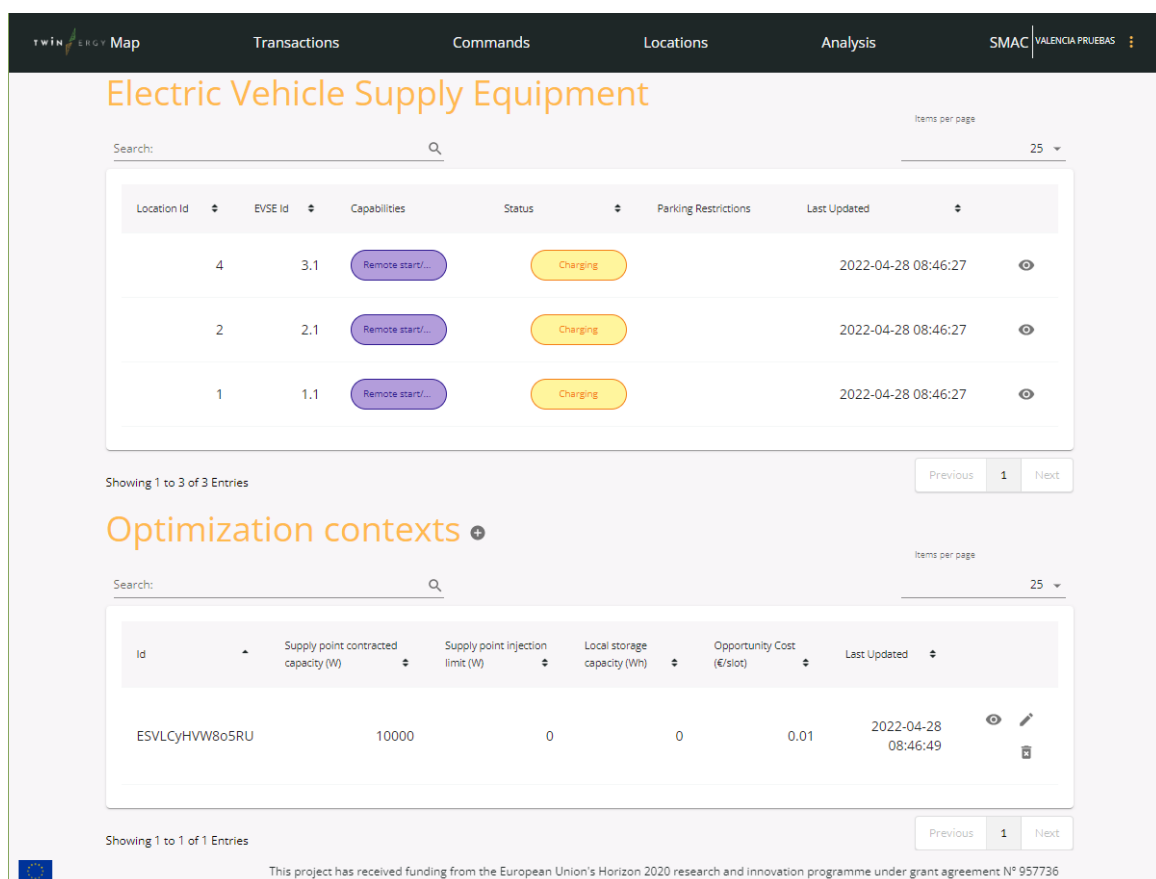 TWINERGY Map Transactions Commands Locations Analysis SMAC VALENCIA PRUEBAS
Electric Vehicle Supply Equipment
Items per page
Search: 25
Location Id EVSE Id Capabilities Status Parking Restrictions Last Updated
4 3.1 Remote start/... Charging 2022-04-28 08:46:27
2 2.1 Remote start/... Charging 2022-04-28 08:46:27
1 1.1 Remote start/... Charging 2022-04-28 08:46:27
Showing 1 to 3 of 3 Entries Previous 1 Next
Optimization contexts
Items per page
Search: 25
Id Supply point contracted Supply point injection Local storage Opportunity Cost Last Updated
capacity (W) limit (W) capacity (Wh) (€/slot)
ESVLCyHVW8o5RU 10000 0 0 0.01 2022-04-28
08:46:49
Showing 1 to 1 of 1 Entries Previous 1 Next
This project has received funding from the European Union's Horizon 2020 research and innovation programme under grant agreement Nº 957736